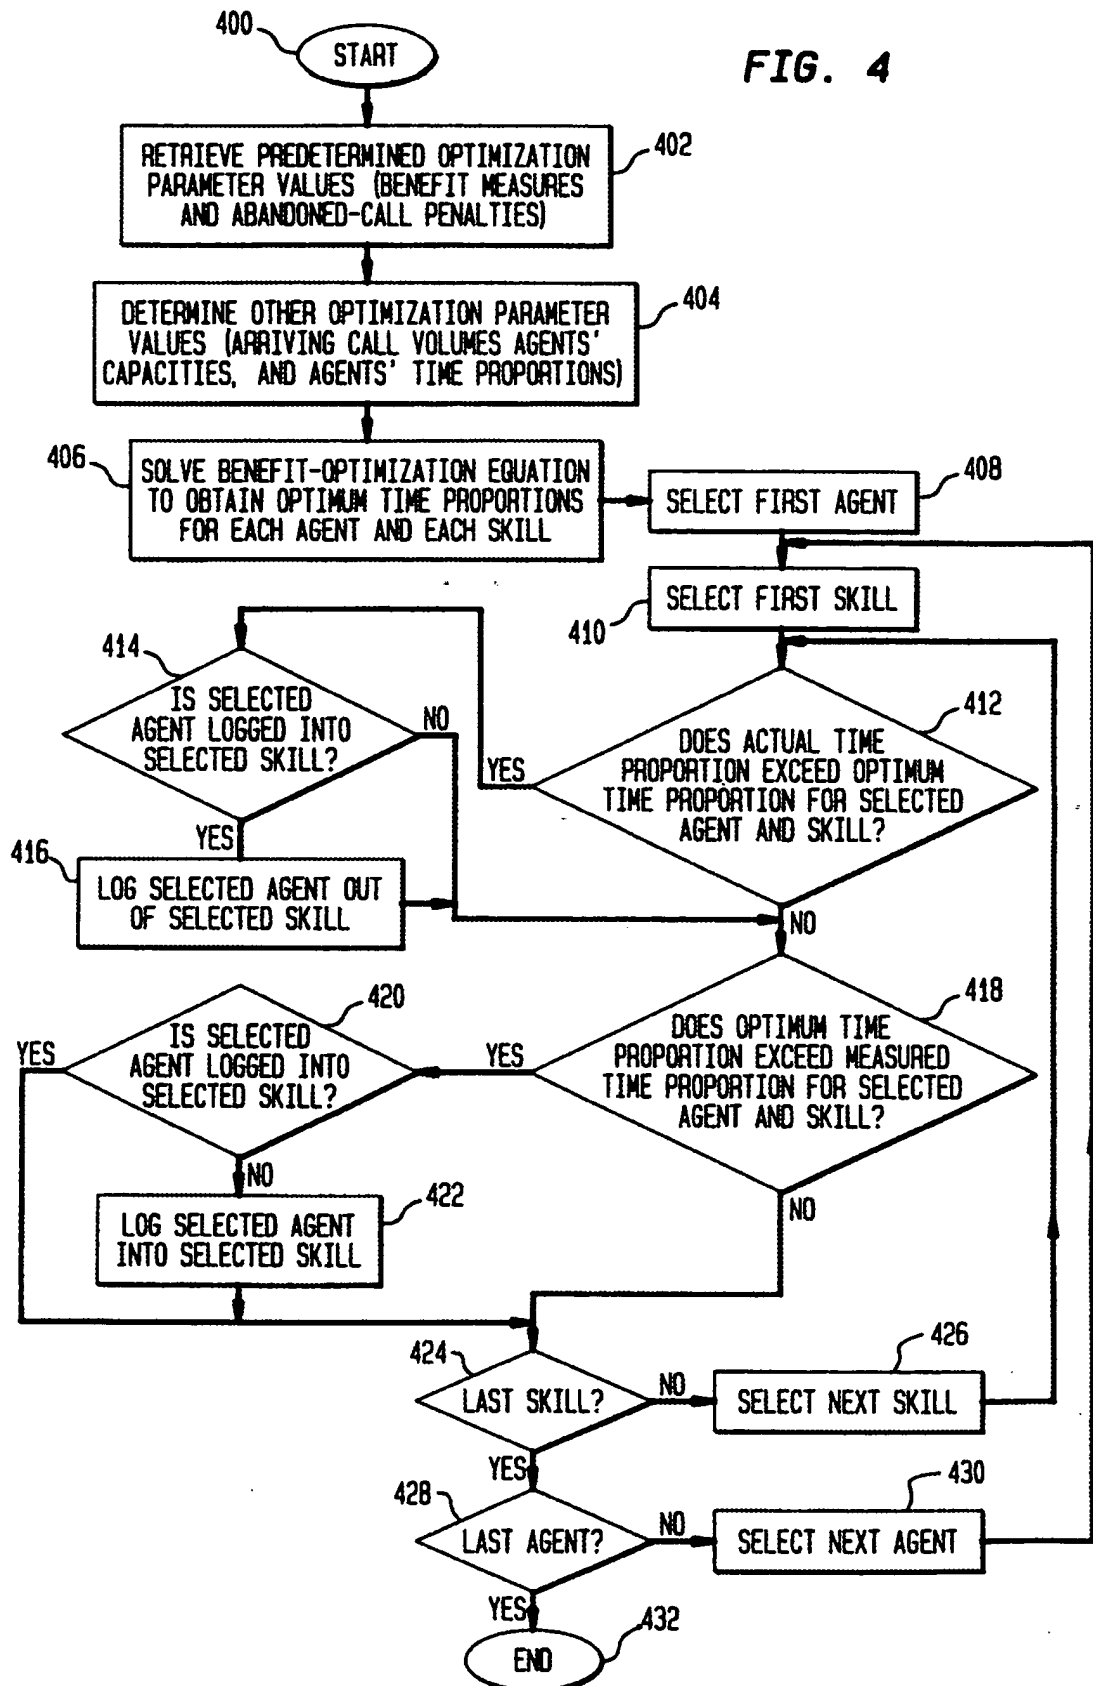 FIG. 4
400
START
402
RETRIEVE PREDETERMINED OPTIMIZATION
PARAMETER VALUES (BENEFIT MEASURES
AND ABANDONED-CALL PENALTIES)
404
DETERMINE OTHER OPTIMIZATION PARAMETER
VALUES (ARRIVING CALL VOLUMES AGENTS'
CAPACITIES, AND AGENTS' TIME PROPORTIONS)
406
SOLVE BENEFIT-OPTIMIZATION EQUATION
TO OBTAIN OPTIMUM TIME PROPORTIONS
FOR EACH AGENT AND EACH SKILL
408
SELECT FIRST AGENT
410
SELECT FIRST SKILL
412
DOES ACTUAL TIME
PROPORTION EXCEED OPTIMUM
TIME PROPORTION FOR SELECTED
AGENT AND SKILL?
YES
NO
414
IS SELECTED
AGENT LOGGED INTO
SELECTED SKILL?
NO
YES
416
LOG SELECTED AGENT OUT
OF SELECTED SKILL
418
DOES OPTIMUM TIME
PROPORTION EXCEED MEASURED
TIME PROPORTION FOR SELECTED
AGENT AND SKILL?
YES
NO
420
IS SELECTED
AGENT LOGGED INTO
SELECTED SKILL?
YES
NO
422
LOG SELECTED AGENT
INTO SELECTED SKILL
424
LAST SKILL?
NO
YES
426
SELECT NEXT SKILL
428
LAST AGENT?
NO
YES
430
SELECT NEXT AGENT
432
END